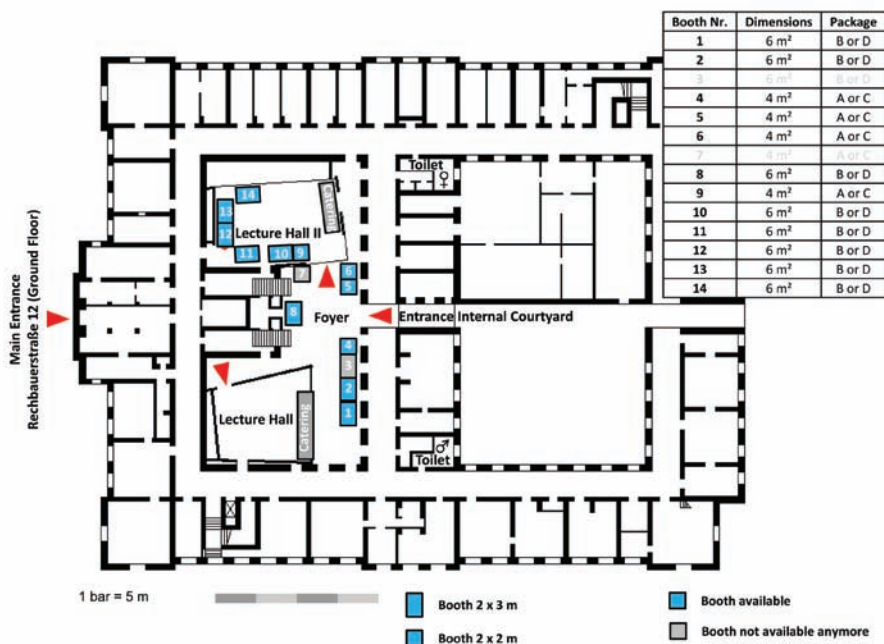 Booth Nr. Dimensions Package
1 6 m² B or D
2 6 m² B or D
3 6 m² B or D
4 4 m² A or C
5 4 m² A or C
6 4 m² A or C
7 4 m² A or C
8 6 m² B or D
9 4 m² A or C
10 6 m² B or D
11 6 m² B or D
12 6 m² B or D
13 6 m² B or D
14 6 m² B or D
Main Entrance
Rechbauerstraße 12 (Ground Floor)
Toilet
14
Catering
13
Lecture Hall II
12
11
10
9
7
6
5
8
Foyer
Entrance Internal Courtyard
4
3
2
1
Lecture Hall I
Catering
Toilet
1 bar = 5 m
Booth 2 x 3 m
Booth 2 x 2 m
Booth available
Booth not available anymore